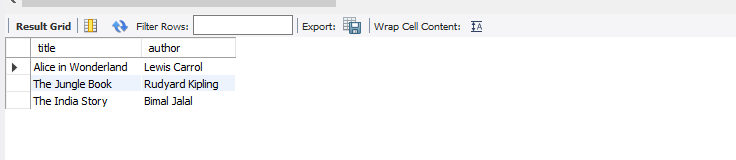 Result Grid Filter Rows: Export: Wrap Cell Content: IA
title author
Alice in Wonderland Lewis Carrol
The Jungle Book Rudyard Kipling
The India Story Bimal Jalal